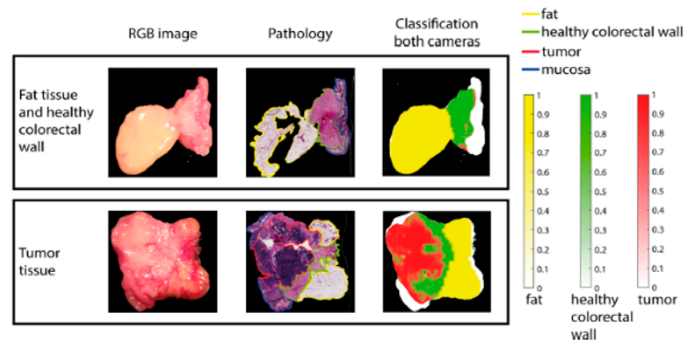 RGB image
Pathology
Classification
both cameras
fat
healthy colorectal wall
tumor
mucosa
Fat tissue
and healthy
colorectal
wall
Tumor
tissue
1
0.9
0.8
0.7
0.6
0.5
0.4
0.3
0.2
0.1
0
fat
1
0.9
0.8
0.7
0.6
0.5
0.4
0.3
0.2
0.1
0
healthy
colorectal
wall
1
0.9
0.8
0.7
0.6
0.5
0.4
0.3
0.2
0.1
0
tumor